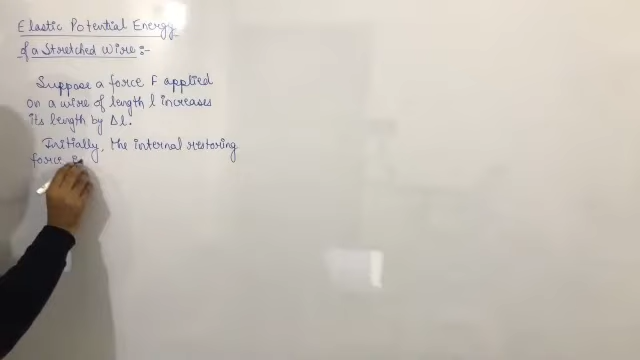 Elastic Potential Energy
of a Stretched Wire :-
Suppose a force F applied
on a wire of length l increases
its length by Δl.
Initially, the internal restoring
force i